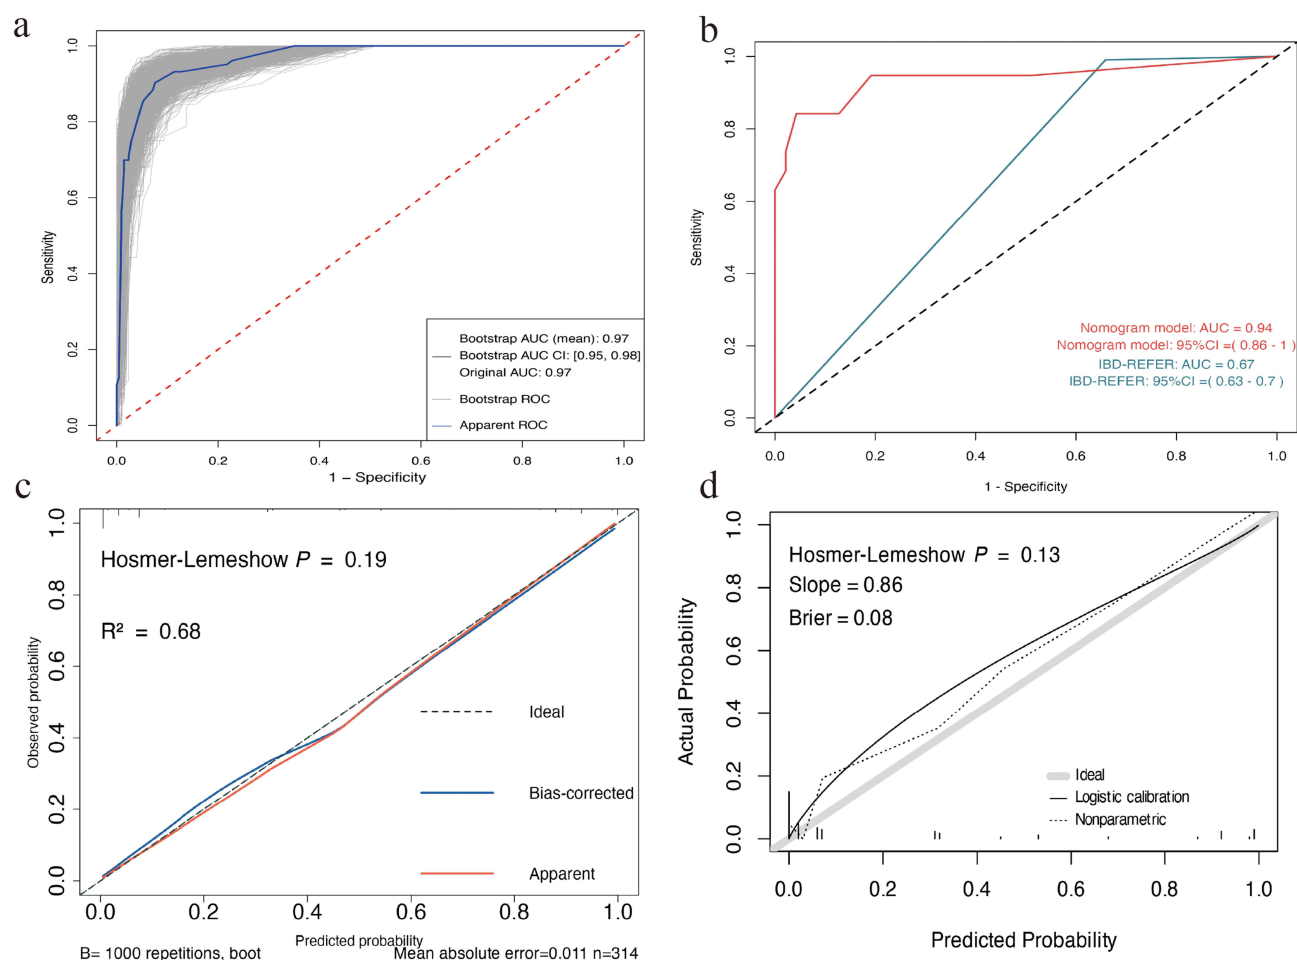 a
1.0
0.8
0.6
0.4
0.2
0.0
Sensitivity
Bootstrap AUC (mean): 0.97
Bootstrap AUC CI: [0.95, 0.98]
Original AUC: 0.97
Bootstrap ROC
Apparent ROC
0.0 0.2 0.4 0.6 0.8 1.0
1 – Specificity
b
1.0
0.8
0.6
0.4
0.2
0.0
Sensitivity
Nomogram model: AUC = 0.94
Nomogram model: 95%CI =( 0.86 - 1 )
IBD-REFER: AUC = 0.67
IBD-REFER: 95%CI =( 0.63 - 0.7 )
0.0 0.2 0.4 0.6 0.8 1.0
1 - Specificity
c
1.0
0.8
0.6
0.4
0.2
0.0
Observed probability
Hosmer-Lemeshow P = 0.19
R² = 0.68
Ideal
Bias-corrected
Apparent
0.0 0.2 0.4 0.6 0.8 1.0
Predicted probability
B= 1000 repetitions, boot Mean absolute error=0.011 n=314
d
1.0
0.8
0.6
0.4
0.2
0.0
Actual Probability
Hosmer-Lemeshow P = 0.13
Slope = 0.86
Brier = 0.08
Ideal
Logistic calibration
Nonparametric
0.0 0.2 0.4 0.6 0.8 1.0
Predicted Probability